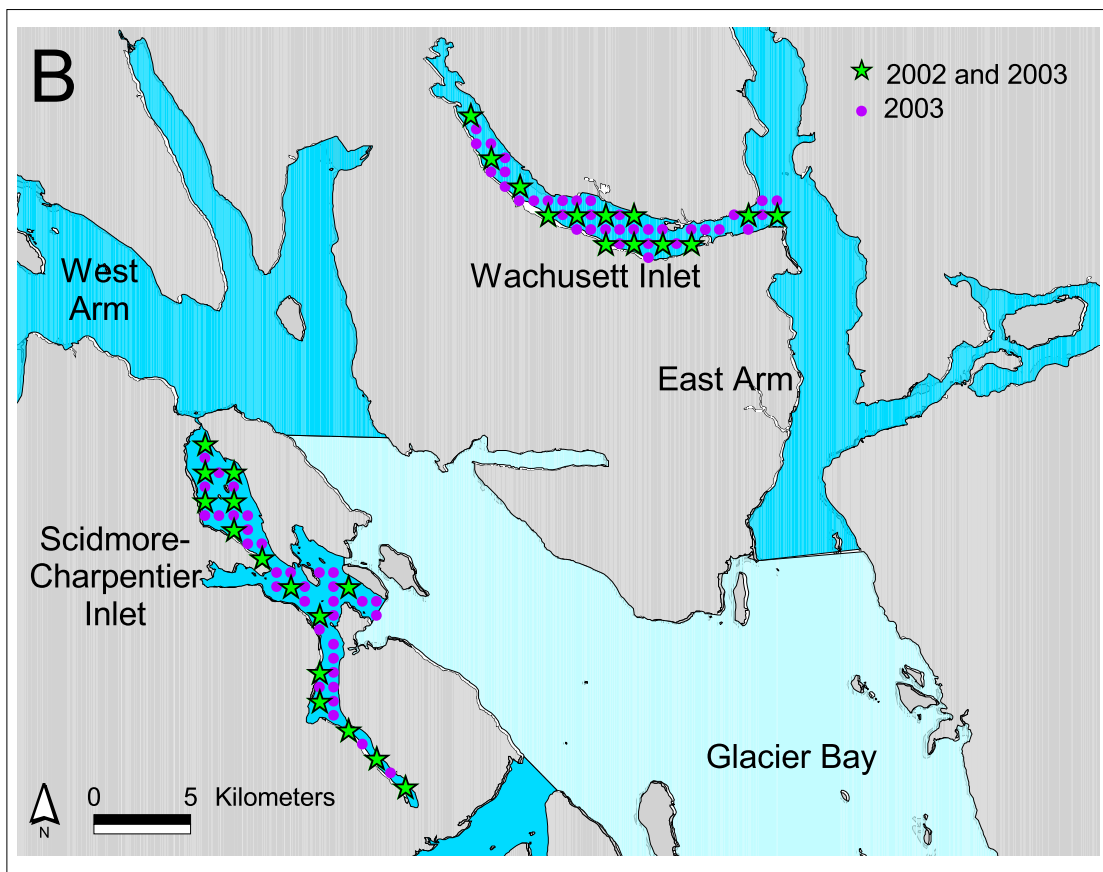 B
2002 and 2003
2003
West
Arm
Wachusett Inlet
East Arm
Scidmore-
Charpentier
Inlet
Glacier Bay
0 5 Kilometers
N